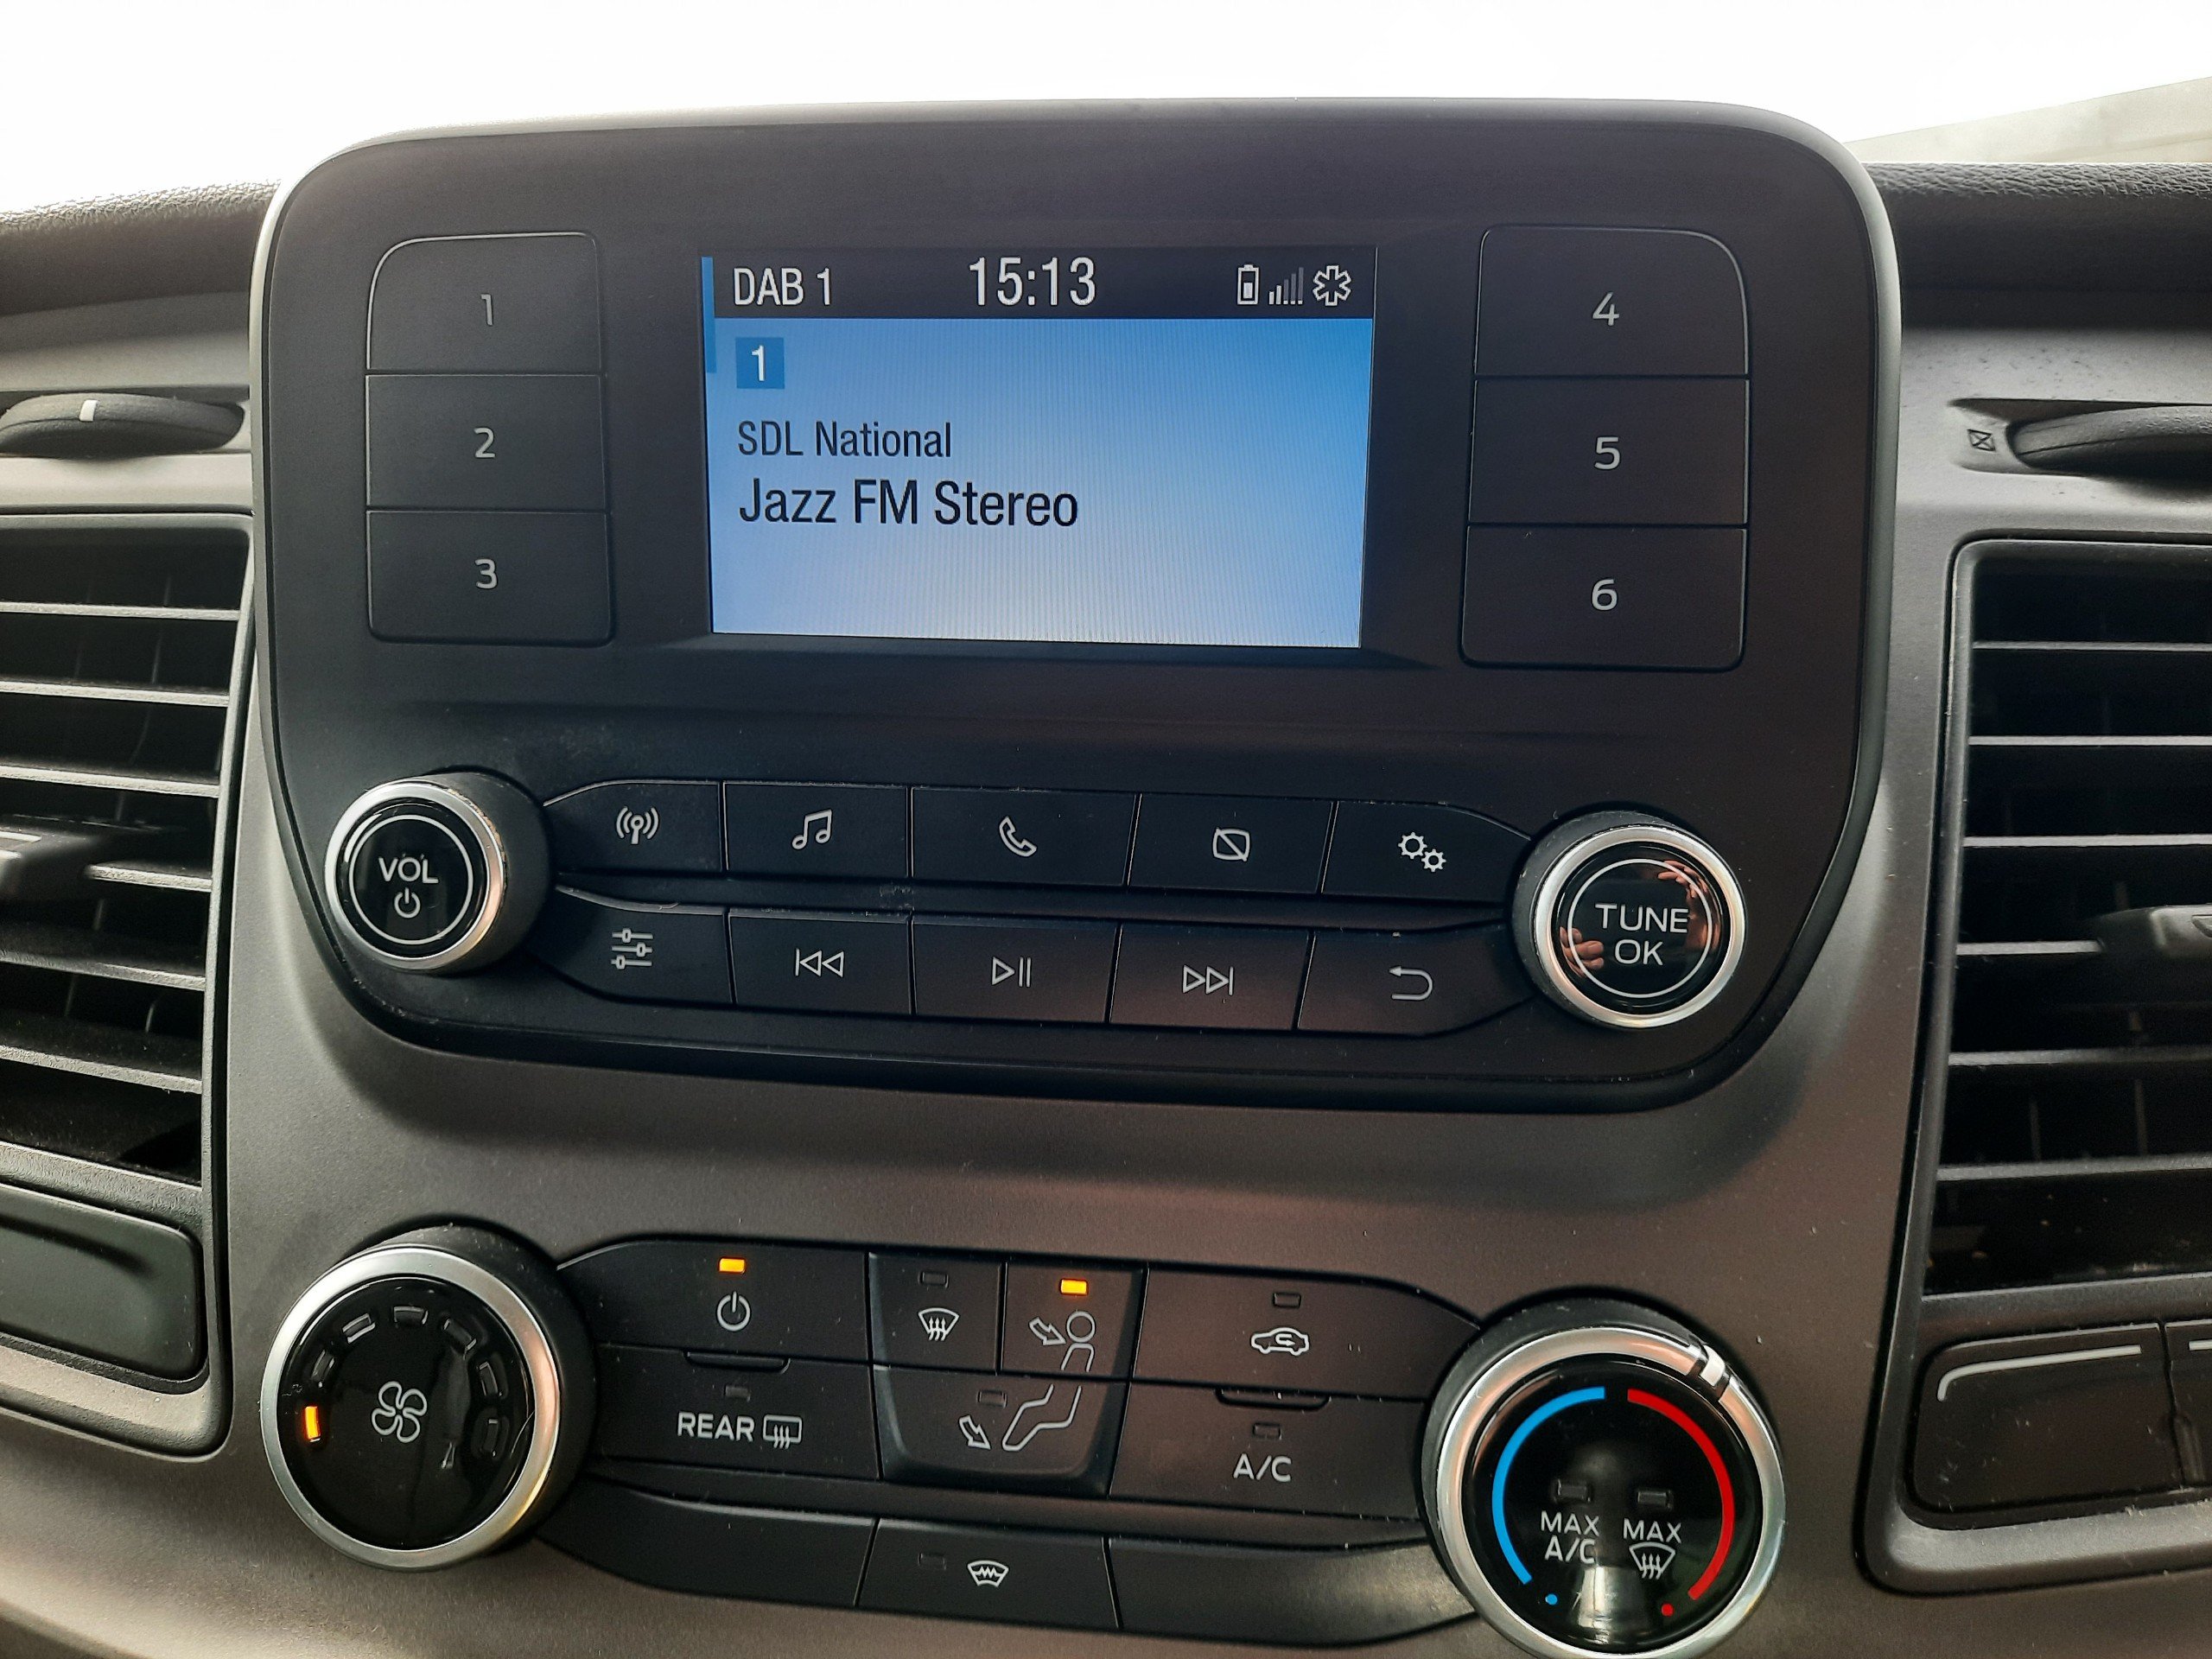 DAB 1 15:13
1
SDL National
Jazz FM Stereo
1
2
3
4
5
6
VOL
TUNE
OK
REAR
A/C
MAX
A/C
MAX